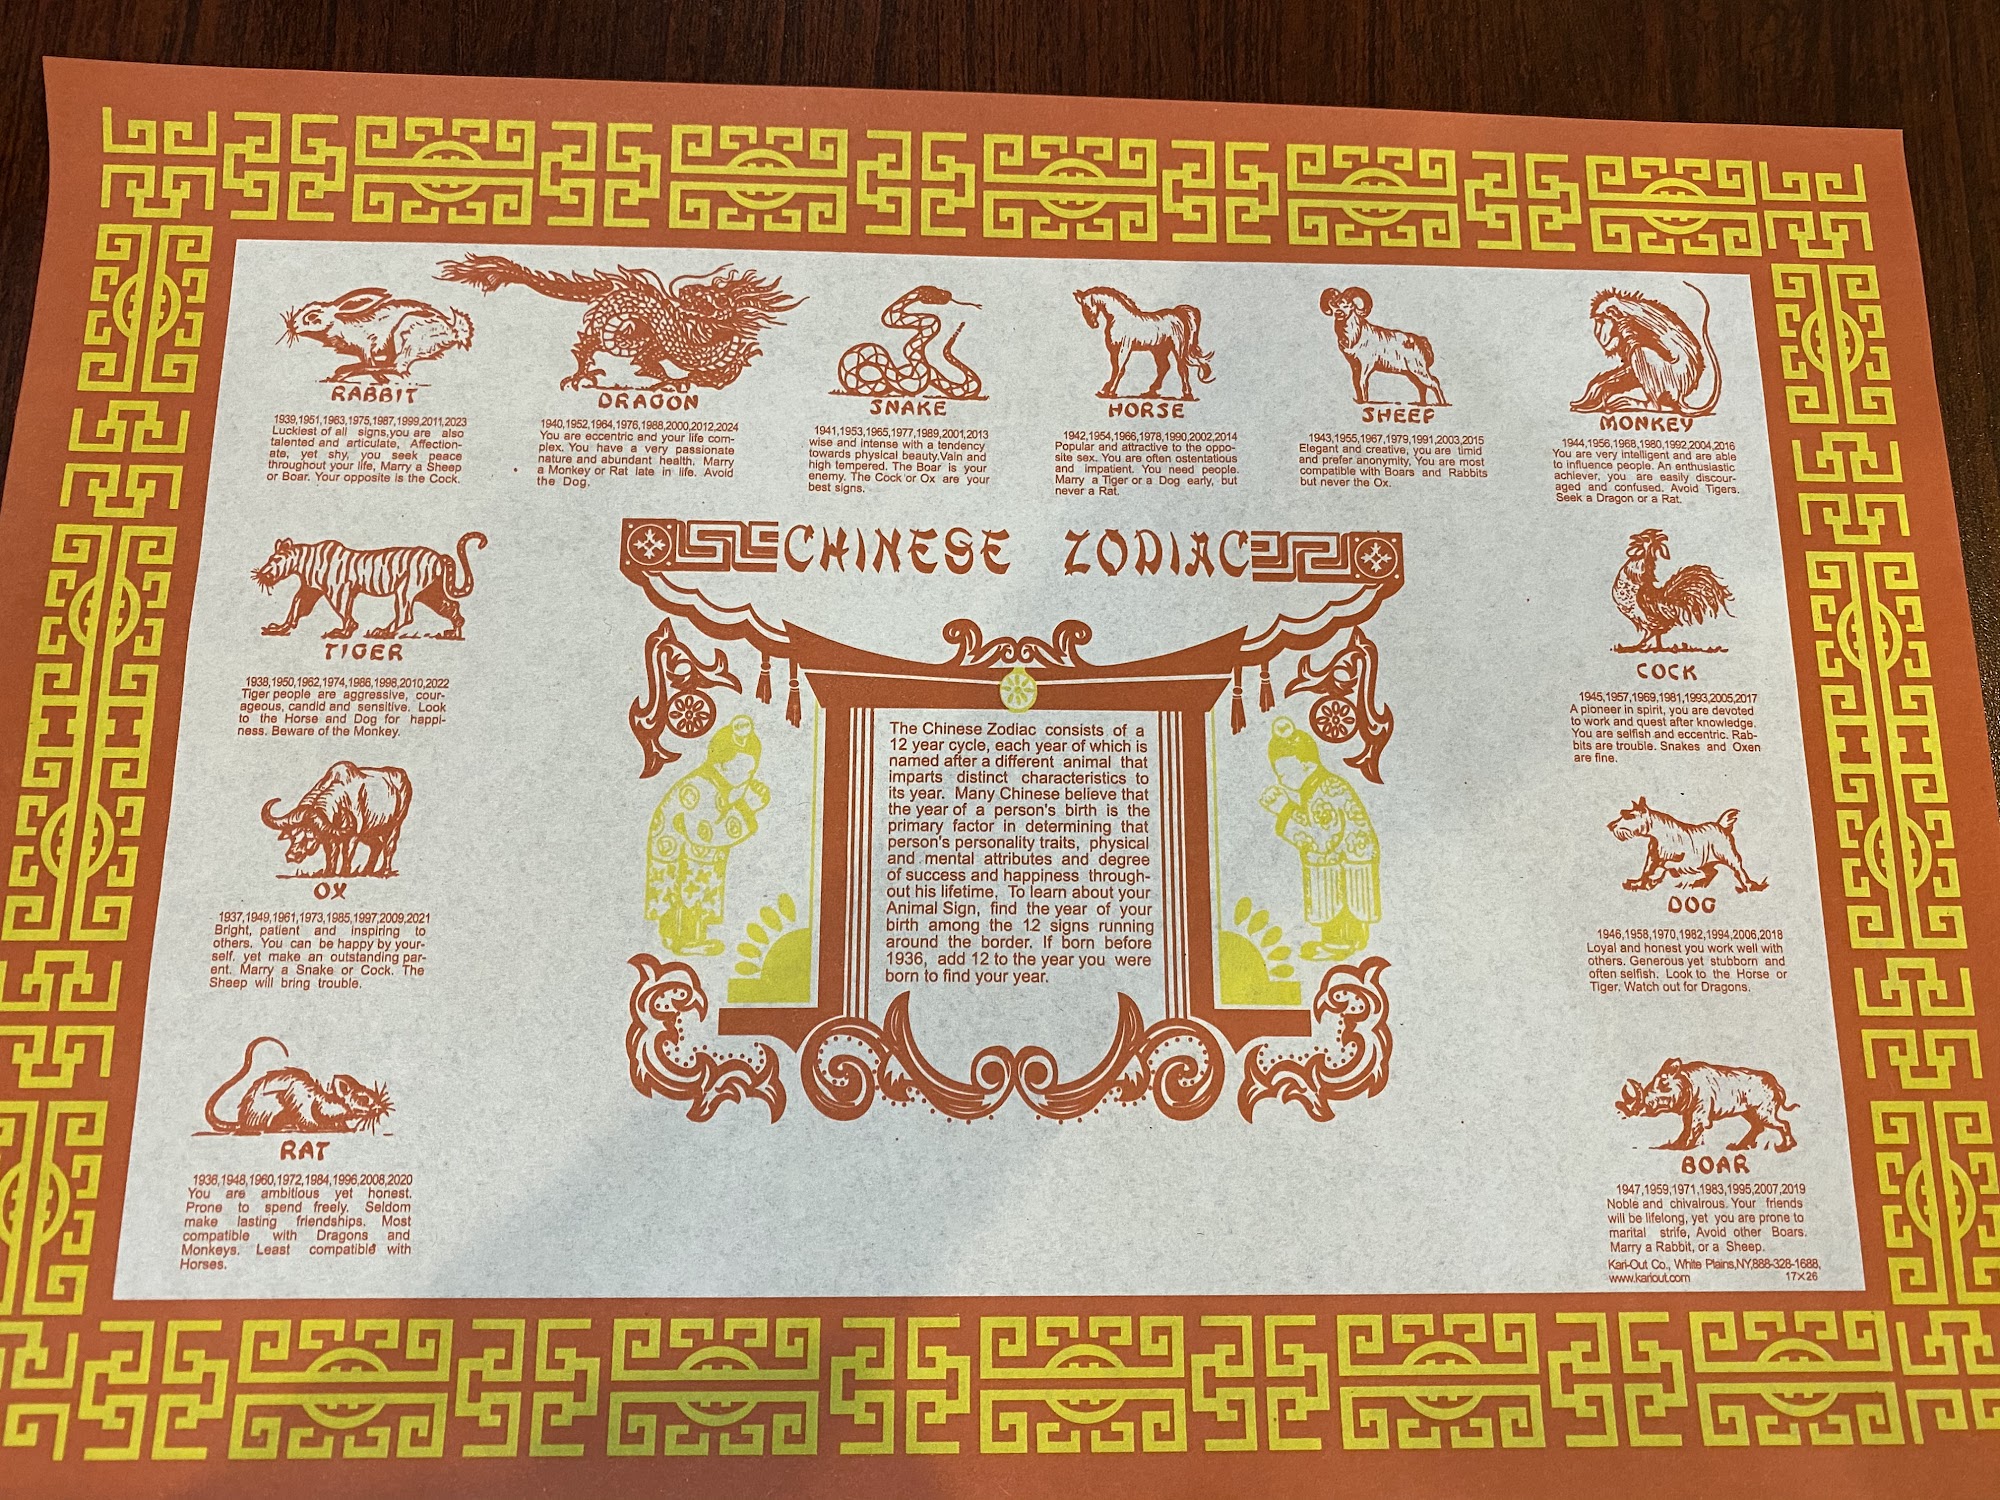 RABBIT
1939,1951,1963,1975,1987,1999,2011,2023
Luckiest of all signs,you are also
talented and articulate, Affection-
ate, yet shy, you seek peace
throughout your life, Marry a Sheep
or Boar. Your opposite is the Cock.
DRAGON
1940,1952,1964,1976,1988,2000,2012,2024
You are eccentric and your life com-
plex. You have a very passionate
nature and abundant health. Marry
a Monkey or Rat late in life. Avoid
the Dog.
SNAKE
1941,1953,1965,1977,1989,2001,2013
wise and intense with a tendency
towards physical beauty.Vain and
high tempered. The Boar is your
enemy. The Cock or Ox are your
best signs.
HORSE
1942,1954,1966,1978,1990,2002,2014
Popular and attractive to the oppo-
site sex. You are often ostentatious
and impatient. You need people.
Marry a Tiger or a Dog early, but
never a Rat.
SHEEP
1943,1955,1967,1979,1991,2003,2015
Elegant and creative, you are timid
and prefer anonymity, You are most
compatible with Boars and Rabbits
but never the Ox.
MONKEY
1944,1956,1968,1980,1992,2004,2016
You are very intelligent and are able
to influence people. An enthusiastic
achiever, you are easily discour-
aged and confused. Avoid Tigers.
Seek a Dragon or a Rat.
TIGER
1938,1950,1962,1974,1986,1998,2010,2022
Tiger people are aggressive, cour-
ageous, candid and sensitive. Look
to the Horse and Dog for happi-
ness. Beware of the Monkey.
CHINESE ZODIAC
The Chinese Zodiac consists of a
12 year cycle, each year of which is
named after a different animal that
imparts distinct characteristics to
its year. Many Chinese believe that
the year of a person's birth is the
primary factor in determining that
person's personality traits, physical
and mental attributes and degree
of success and happiness through-
out his lifetime, To learn about your
Animal Sign, find the year of your
birth among the 12 signs running
around the border. If born before
1936, add 12 to the year you were
born to find your year.
COCK
1945,1957,1969,1981,1993,2005,2017
A pioneer in spirit, you are devoted
to work and quest after knowledge.
You are selfish and eccentric. Rab-
bits are trouble. Snakes and Oxen
are fine.
OX
1937,1949,1961,1973,1985,1997,2009,2021
Bright, patient and inspiring to
others. You can be happy by your-
self, yet make an outstanding par-
ent. Marry a Snake or Cock. The
Sheep will bring trouble.
DOG
1946,1958,1970,1982,1994,2006,2018
Loyal and honest you work well with
others. Generous yet stubborn and
often selfish. Look to the Horse or
Tiger. Watch out for Dragons.
RAT
1936,1948,1960,1972,1984,1996,2008,2020
You are ambitious yet honest.
Prone to spend freely. Seldom
make lasting friendships. Most
compatible with Dragons and
Monkeys. Least compatible with
Horses.
BOAR
1947,1959,1971,1983,1995,2007,2019
Noble and chivalrous. Your friends
will be lifelong, yet you are prone to
marital strife, Avoid other Boars.
Marry a Rabbit, or a Sheep.
Kari-Out Co., White Plains,NY,888-328-1688,
www.kariout.com 17×26